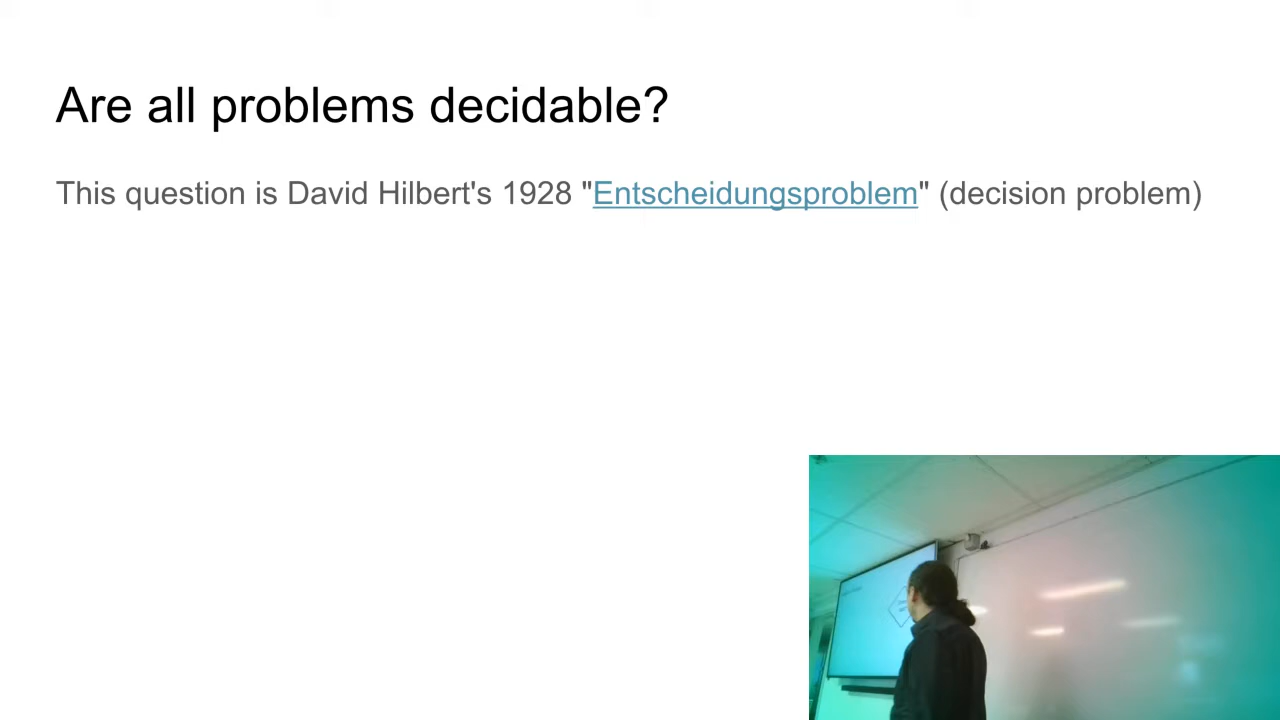 Are all problems decidable?
This question is David Hilbert's 1928 "Entscheidungsproblem" (decision problem)